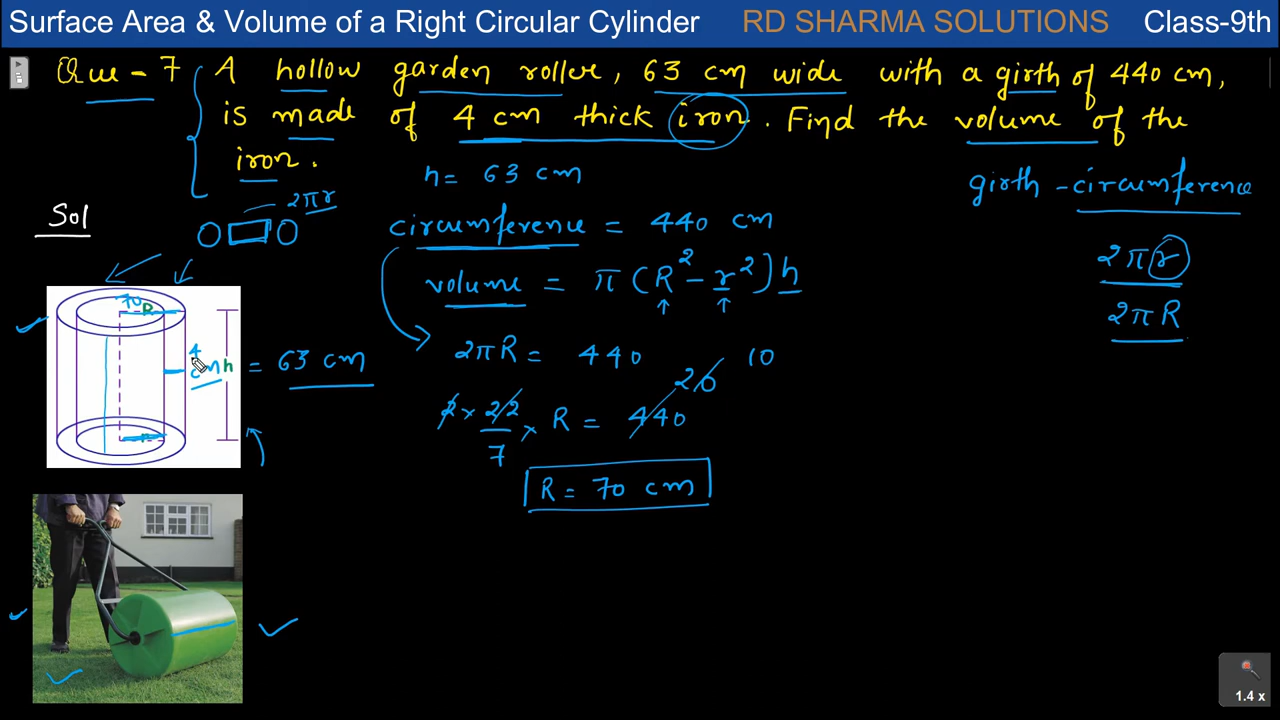 Surface Area & Volume of a Right Circular Cylinder RD SHARMA SOLUTIONS Class-9th
Que - 7 A hollow garden roller, 63 cm wide with a girth of 440 cm,
is made of 4 cm thick iron. Find the volume of the
iron.
h = 63 cm
girth - circumference
Sol
2πr
circumference = 440 cm
2πr
volume = π(R² - r²)h
2πR
70 R
2πR = 440
4 cm h = 63 cm
20 10
2 × 22/7 × R = 440
r
R = 70 cm
1.4 x